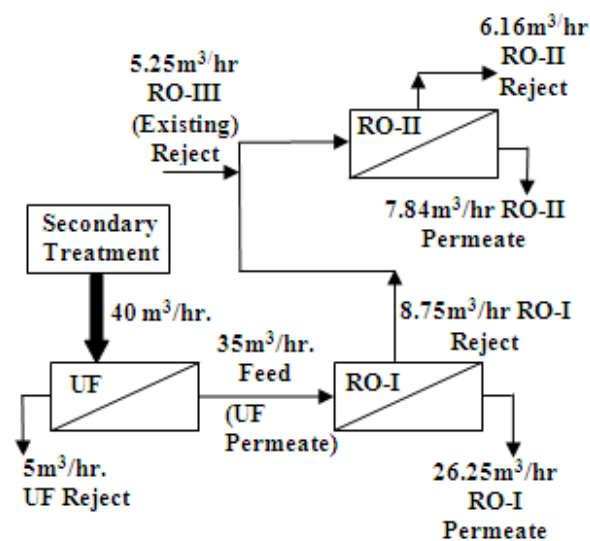 5.25m³/hr
RO-III
(Existing)
Reject
6.16m³/hr
RO-II
Reject
RO-II
7.84m³/hr RO-II
Permeate
Secondary
Treatment
40 m³/hr.
8.75m³/hr RO-I
Reject
35m³/hr.
Feed
(UF
Permeate)
UF
RO-I
5m³/hr.
UF Reject
26.25m³/hr
RO-I
Permeate